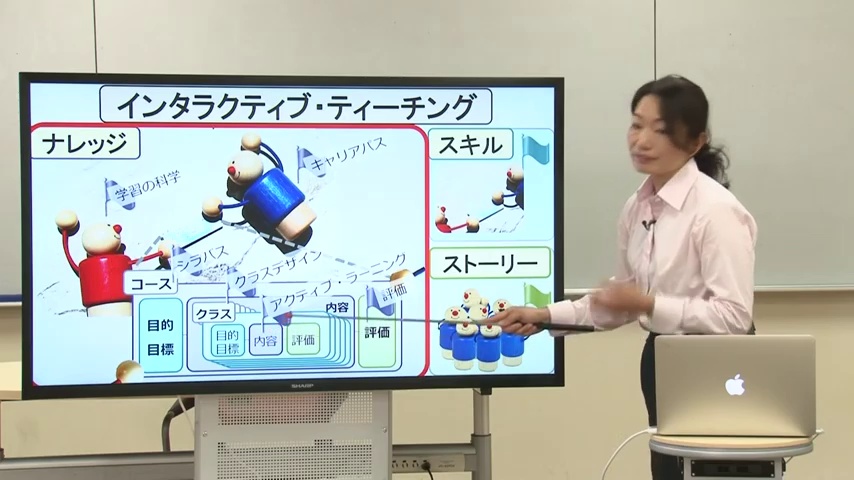 インタラクティブ・ティーチング
ナレッジ
学習の科学
キャリアパス
シラバス
クラスデザイン
アクティブ・ラーニング
評価
コース
目的
目標
クラス
内容
目的
目標
内容
評価
評価
スキル
ストーリー
SHARP